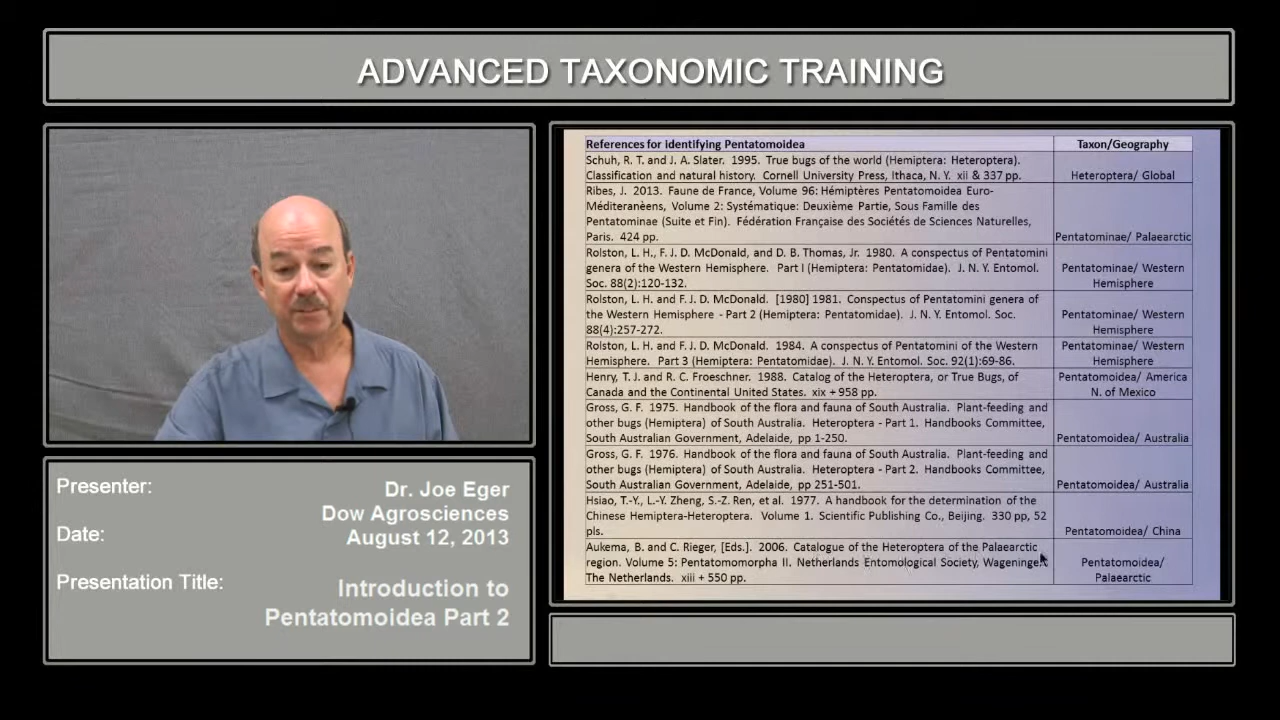 ADVANCED TAXONOMIC TRAINING
Presenter:
Dr. Joe Eger
Dow Agrosciences
Date:
August 12, 2013
Presentation Title:
Introduction to
Pentatomoidea Part 2
References for identifying Pentatomoidea
Taxon/Geography
Schuh, R. T. and J. A. Slater. 1995. True bugs of the world (Hemiptera: Heteroptera).
Classification and natural history. Cornell University Press, Ithaca, N. Y. xii & 337 pp.
Heteroptera/ Global
Ribes, J. 2013. Faune de France, Volume 96: Hémiptères Pentatomoidea Euro-
Méditeranèens, Volume 2: Systématique: Deuxième Partie, Sous Famille des
Pentatominae (Suite et Fin). Fédération Française des Sociétés de Sciences Naturelles,
Paris. 424 pp.
Pentatominae/ Palaearctic
Rolston, L. H., F. J. D. McDonald, and D. B. Thomas, Jr. 1980. A conspectus of Pentatomini
genera of the Western Hemisphere. Part I (Hemiptera: Pentatomidae). J. N. Y. Entomol.
Soc. 88(2):120-132.
Pentatominae/ Western
Hemisphere
Rolston, L. H. and F. J. D. McDonald. [1980] 1981. Conspectus of Pentatomini genera of
the Western Hemisphere - Part 2 (Hemiptera: Pentatomidae). J. N. Y. Entomol. Soc.
88(4):257-272.
Pentatominae/ Western
Hemisphere
Rolston, L. H. and F. J. D. McDonald. 1984. A conspectus of Pentatomini of the Western
Hemisphere. Part 3 (Hemiptera: Pentatomidae). J. N. Y. Entomol. Soc. 92(1):69-86.
Pentatominae/ Western
Hemisphere
Henry, T. J. and R. C. Froeschner. 1988. Catalog of the Heteroptera, or True Bugs, of
Canada and the Continental United States. xix + 958 pp.
Pentatomoidea/ America
N. of Mexico
Gross, G. F. 1975. Handbook of the flora and fauna of South Australia. Plant-feeding and
other bugs (Hemiptera) of South Australia. Heteroptera - Part 1. Handbooks Committee,
South Australian Government, Adelaide, pp 1-250.
Pentatomoidea/ Australia
Gross, G. F. 1976. Handbook of the flora and fauna of South Australia. Plant-feeding and
other bugs (Hemiptera) of South Australia. Heteroptera - Part 2. Handbooks Committee,
South Australian Government, Adelaide, pp 251-501.
Pentatomoidea/ Australia
Hsiao, T.-Y., L.-Y. Zheng, S.-Z. Ren, et al. 1977. A handbook for the determination of the
Chinese Hemiptera-Heteroptera. Volume 1. Scientific Publishing Co., Beijing. 330 pp, 52
pls.
Pentatomoidea/ China
Aukema, B. and C. Rieger, [Eds.]. 2006. Catalogue of the Heteroptera of the Palaearctic
region. Volume 5: Pentatomomorpha II. Netherlands Entomological Society,
The Netherlands. xiii + 550 pp.
Pentatomoidea/
Palaearctic